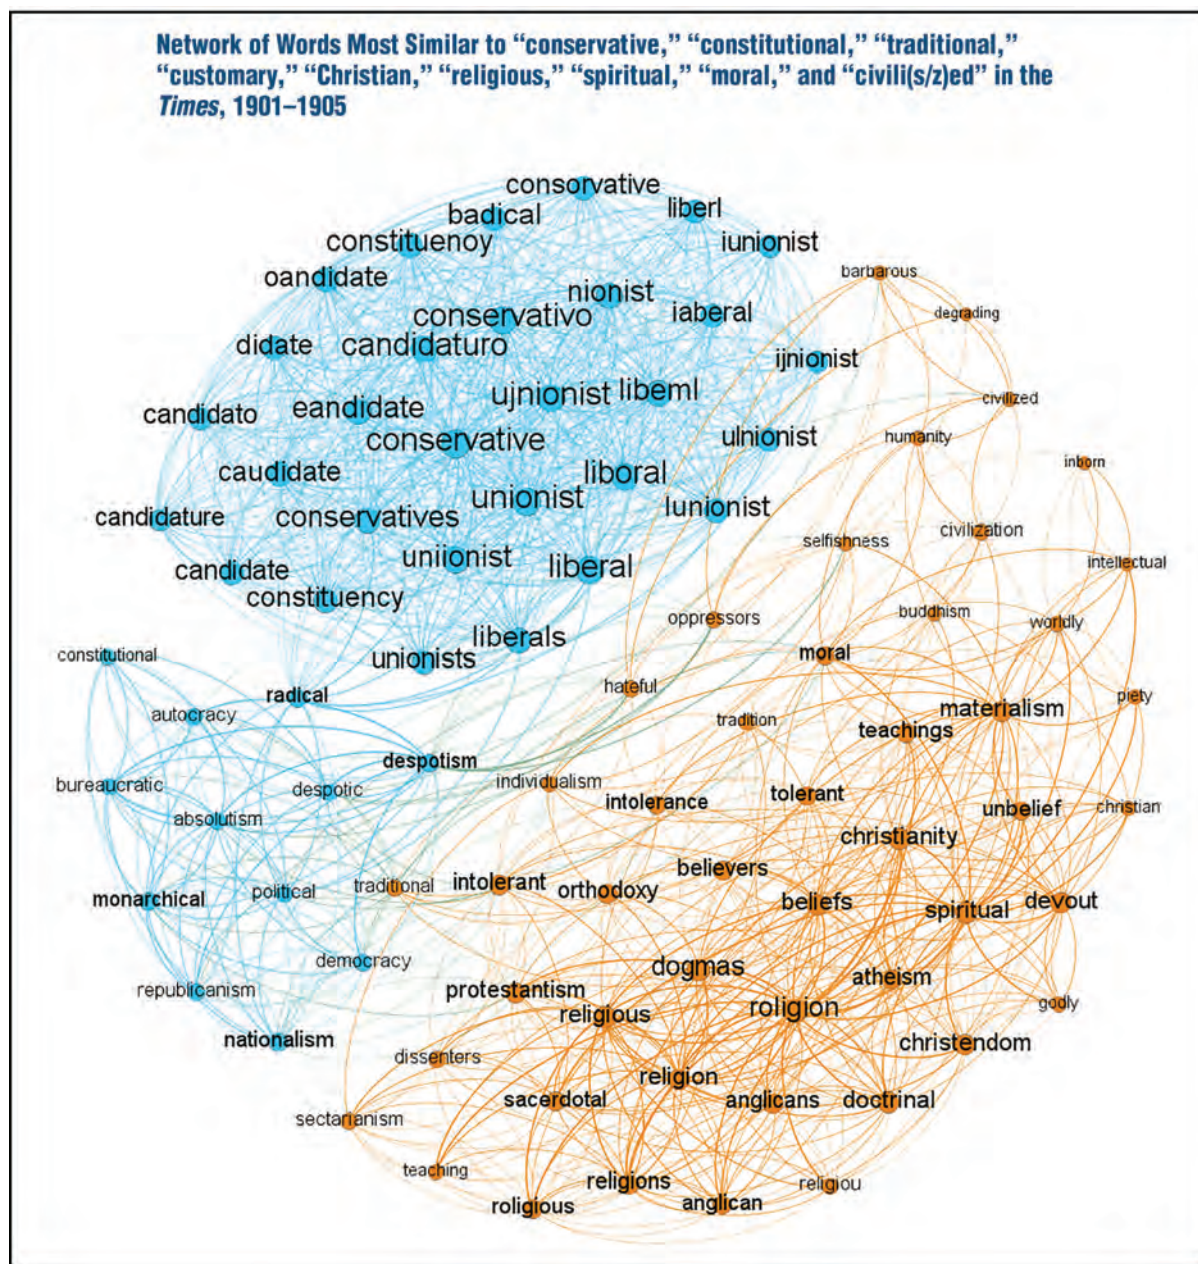 Network of Words Most Similar to “conservative,” “constitutional,” “traditional,”
“customary,” “Christian,” “religious,” “spiritual,” “moral,” and “civili(s/z)ed” in the
Times, 1901–1905
consorvative
badical
liberl
constituenoy
iunionist
oandidate
barbarous
nionist
conservativo
iaberal
degrading
didate
candidaturo
ijnionist
ujnionist
libeml
civilized
candidato
eandidate
conservative
ulnionist
humanity
inborn
caudidate
liboral
unionist
lunionist
candidature
conservatives
civilization
selfishness
uniionist
liberal
intellectual
candidate
constituency
oppressors
buddhism
worldly
liberals
constitutional
unionists
moral
radical
hateful
piety
autocracy
tradition
materialism
teachings
despotism
bureaucratic
despotic
individualism
intolerance
tolerant
unbelief
christian
absolutism
christianity
believers
monarchical
political
traditional
intolerant
orthodoxy
beliefs
spiritual
devout
democracy
dogmas
atheism
republicanism
protestantism
religious
roligion
godly
nationalism
christendom
dissenters
religion
sacerdotal
anglicans
doctrinal
sectarianism
teaching
religions
religiou
roligious
anglican